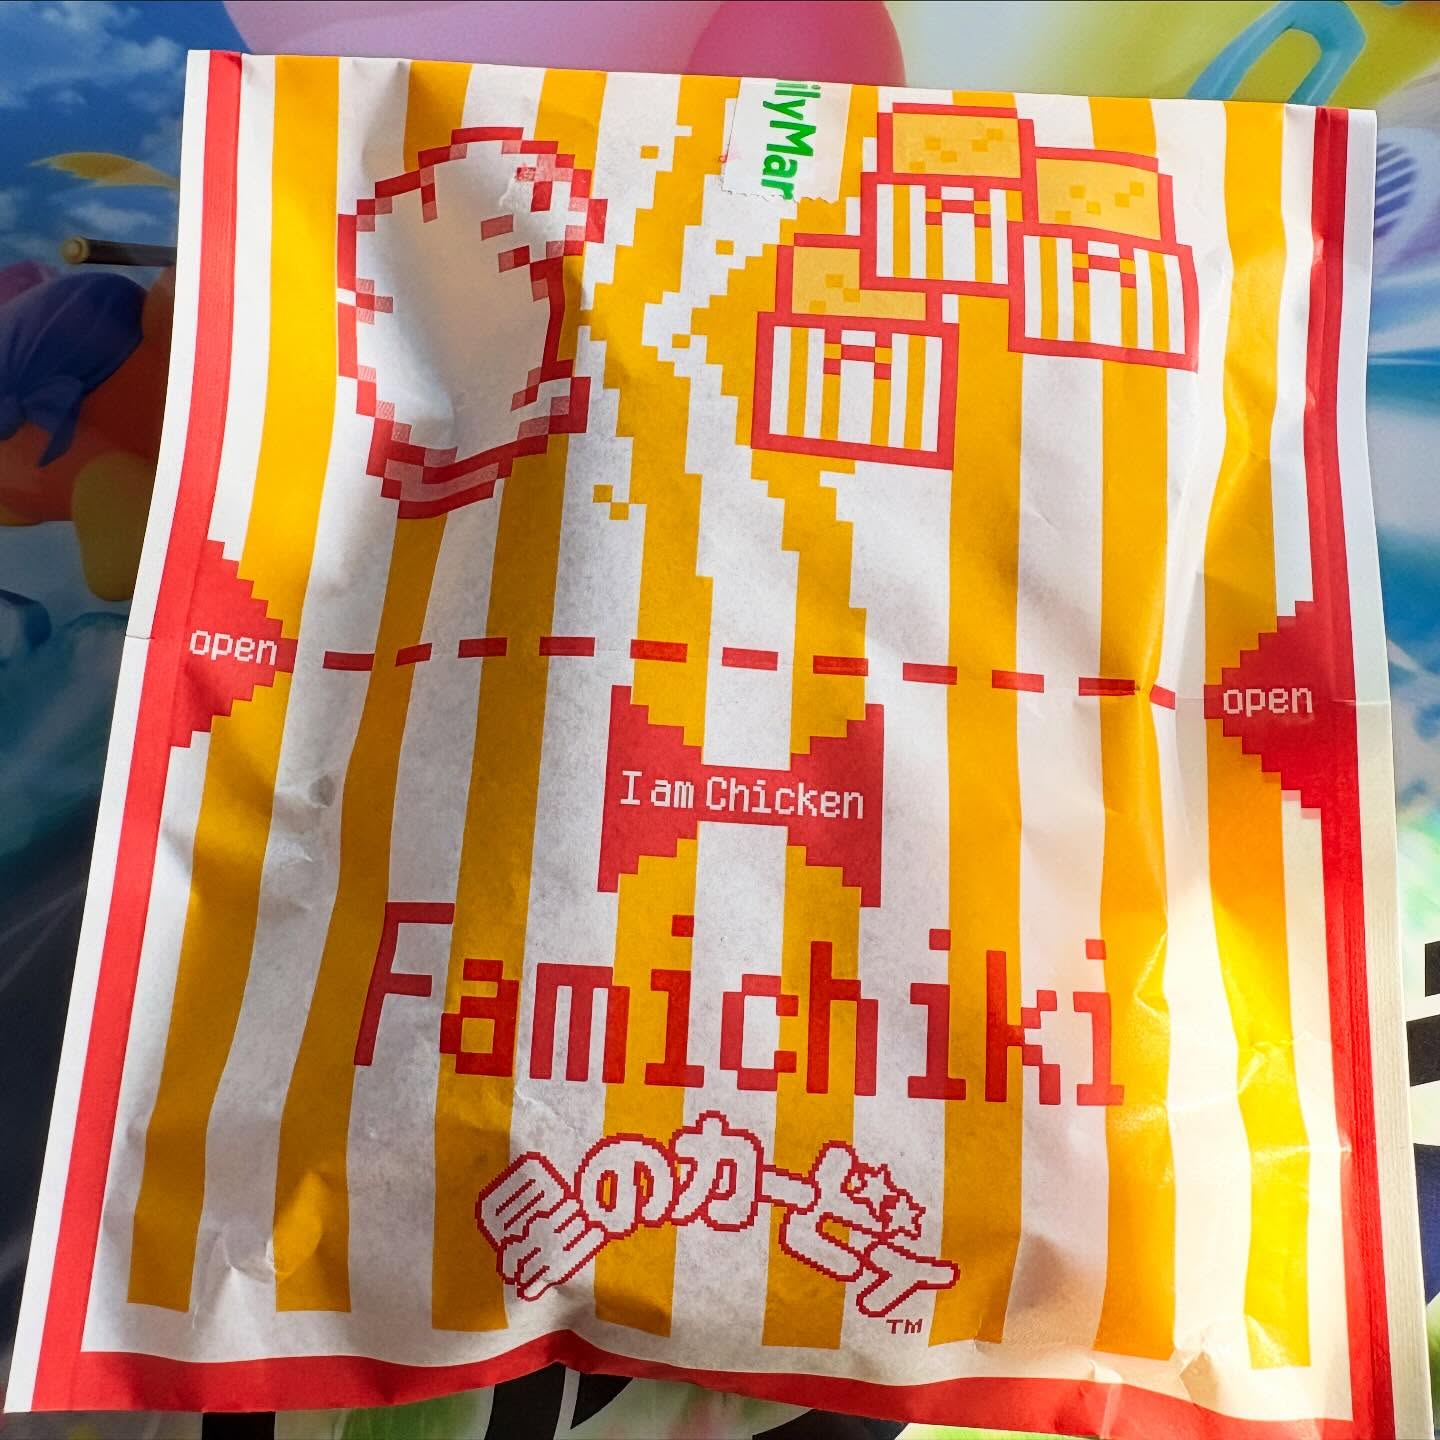 ilyMar
open
open
I am Chicken
Famichiki
星のカービィ
TM